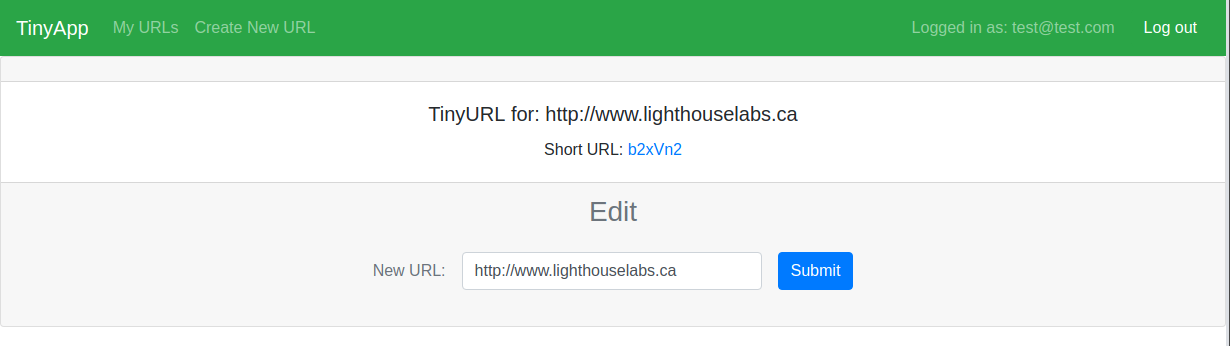 TinyApp My URLs Create New URL Logged in as: test@test.com Log out
TinyURL for: http://www.lighthouselabs.ca
Short URL: b2xVn2
Edit
New URL: http://www.lighthouselabs.ca Submit